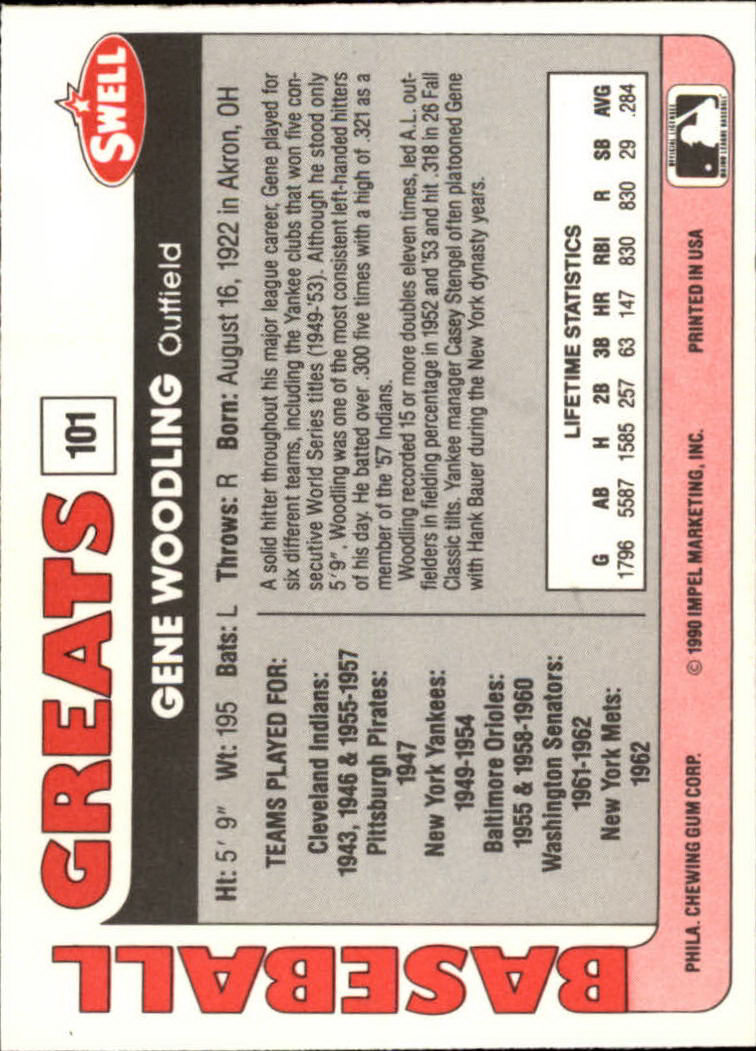 BASEBALL
GREATS
101
SWELL
GENE WOODLING Outfield
Ht: 5' 9" Wt: 195 Bats: L Throws: R Born: August 16, 1922 in Akron, OH
TEAMS PLAYED FOR:
Cleveland Indians:
1943, 1946 & 1955-1957
Pittsburgh Pirates:
1947
New York Yankees:
1949-1954
Baltimore Orioles:
1955 & 1958-1960
Washington Senators:
1961-1962
New York Mets:
1962
A solid hitter throughout his major league career, Gene played for
six different teams, including the Yankee clubs that won five con-
secutive World Series titles (1949-'53). Although he stood only
5'9", Woodling was one of the most consistent left-handed hitters
of his day. He batted over .300 five times with a high of .321 as a
member of the '57 Indians.
Woodling recorded 15 or more doubles eleven times, led A.L. out-
fielders in fielding percentage in 1952 and '53 and hit .318 in 26 Fall
Classic tilts. Yankee manager Casey Stengel often platooned Gene
with Hank Bauer during the New York dynasty years.
LIFETIME STATISTICS
G AB H 2B 3B HR RBI R SB AVG
1796 5587 1585 257 63 147 830 830 29 .284
PHILA. CHEWING GUM CORP. © 1990 IMPEL MARKETING, INC. PRINTED IN USA
OFFICIAL LICENSEE
MAJOR LEAGUE BASEBALL